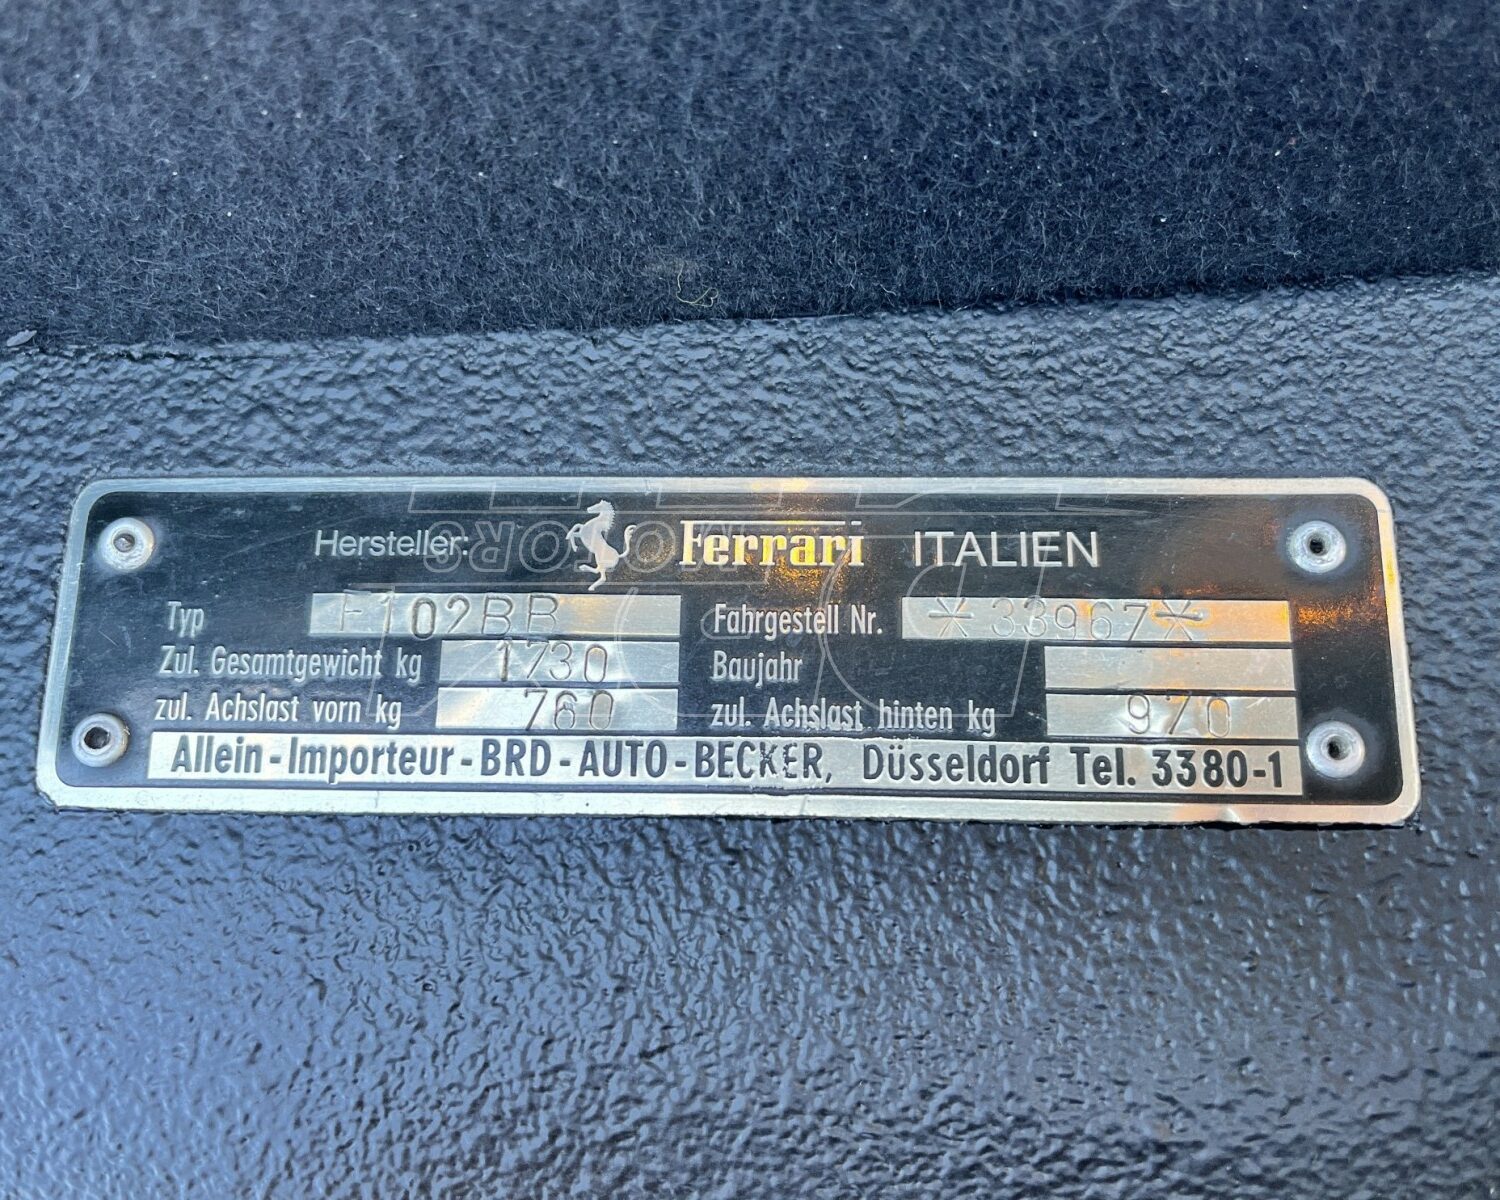 Hersteller: Ferrari ITALIEN
Typ F102BB Fahrgestell Nr. *33967*
Zul. Gesamtgewicht kg 1730 Baujahr
zul. Achslast vorn kg 760 zul. Achslast hinten kg 970
Allein-Importeur-BRD-AUTO-BECKER, Düsseldorf Tel. 3380-1